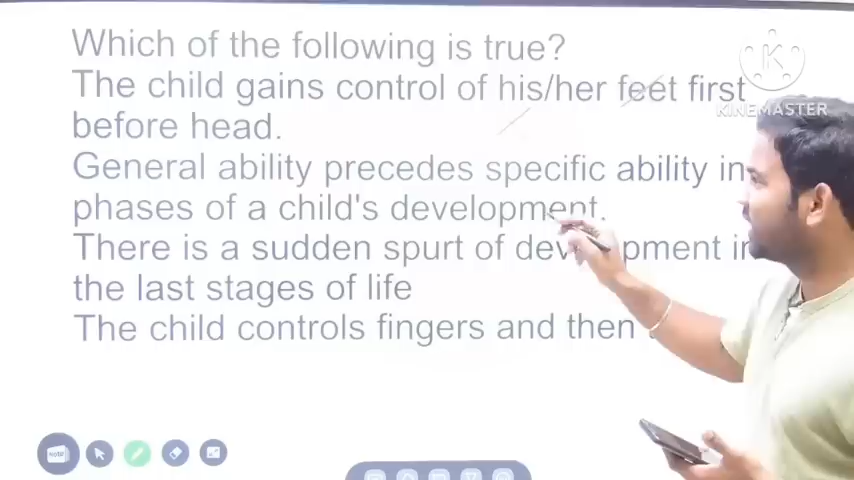 Which of the following is true?
The child gains control of his/her feet first
before head.
General ability precedes specific ability in
phases of a child's development.
There is a sudden spurt of development in
the last stages of life
The child controls fingers and then
KINEMASTER